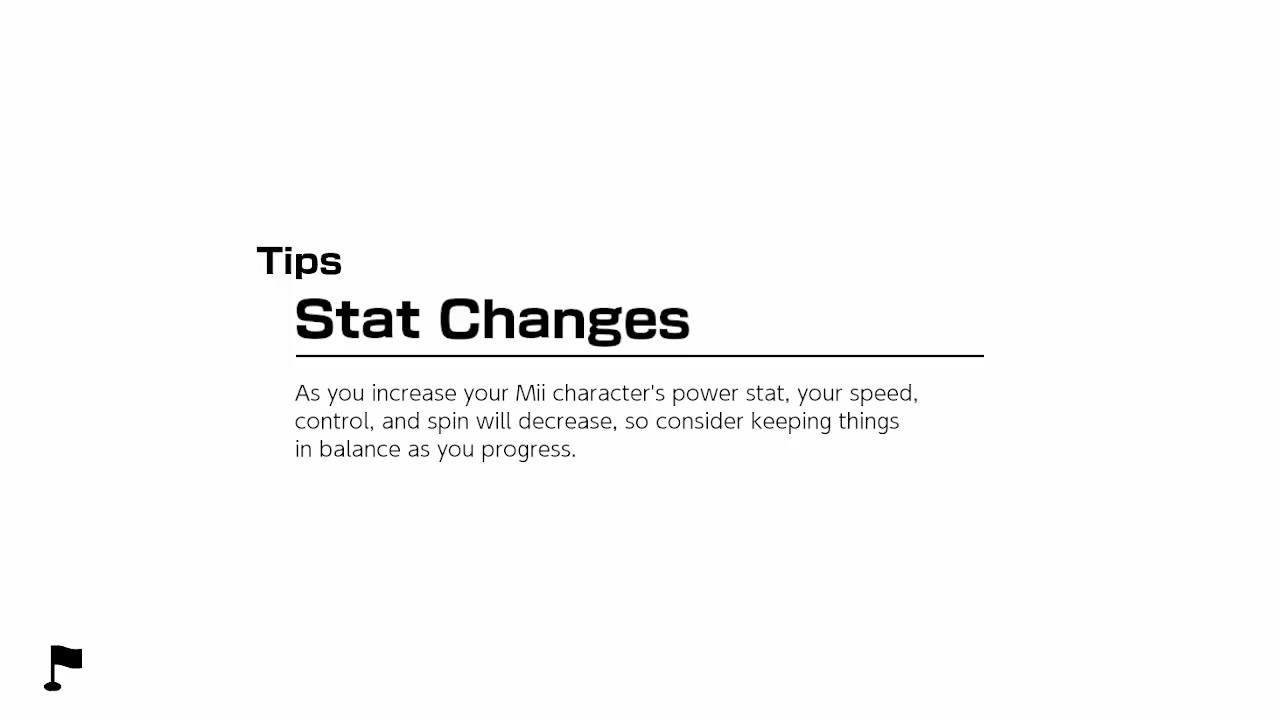 Tips
Stat Changes
As you increase your Mii character's power stat, your speed,
control, and spin will decrease, so consider keeping things
in balance as you progress.